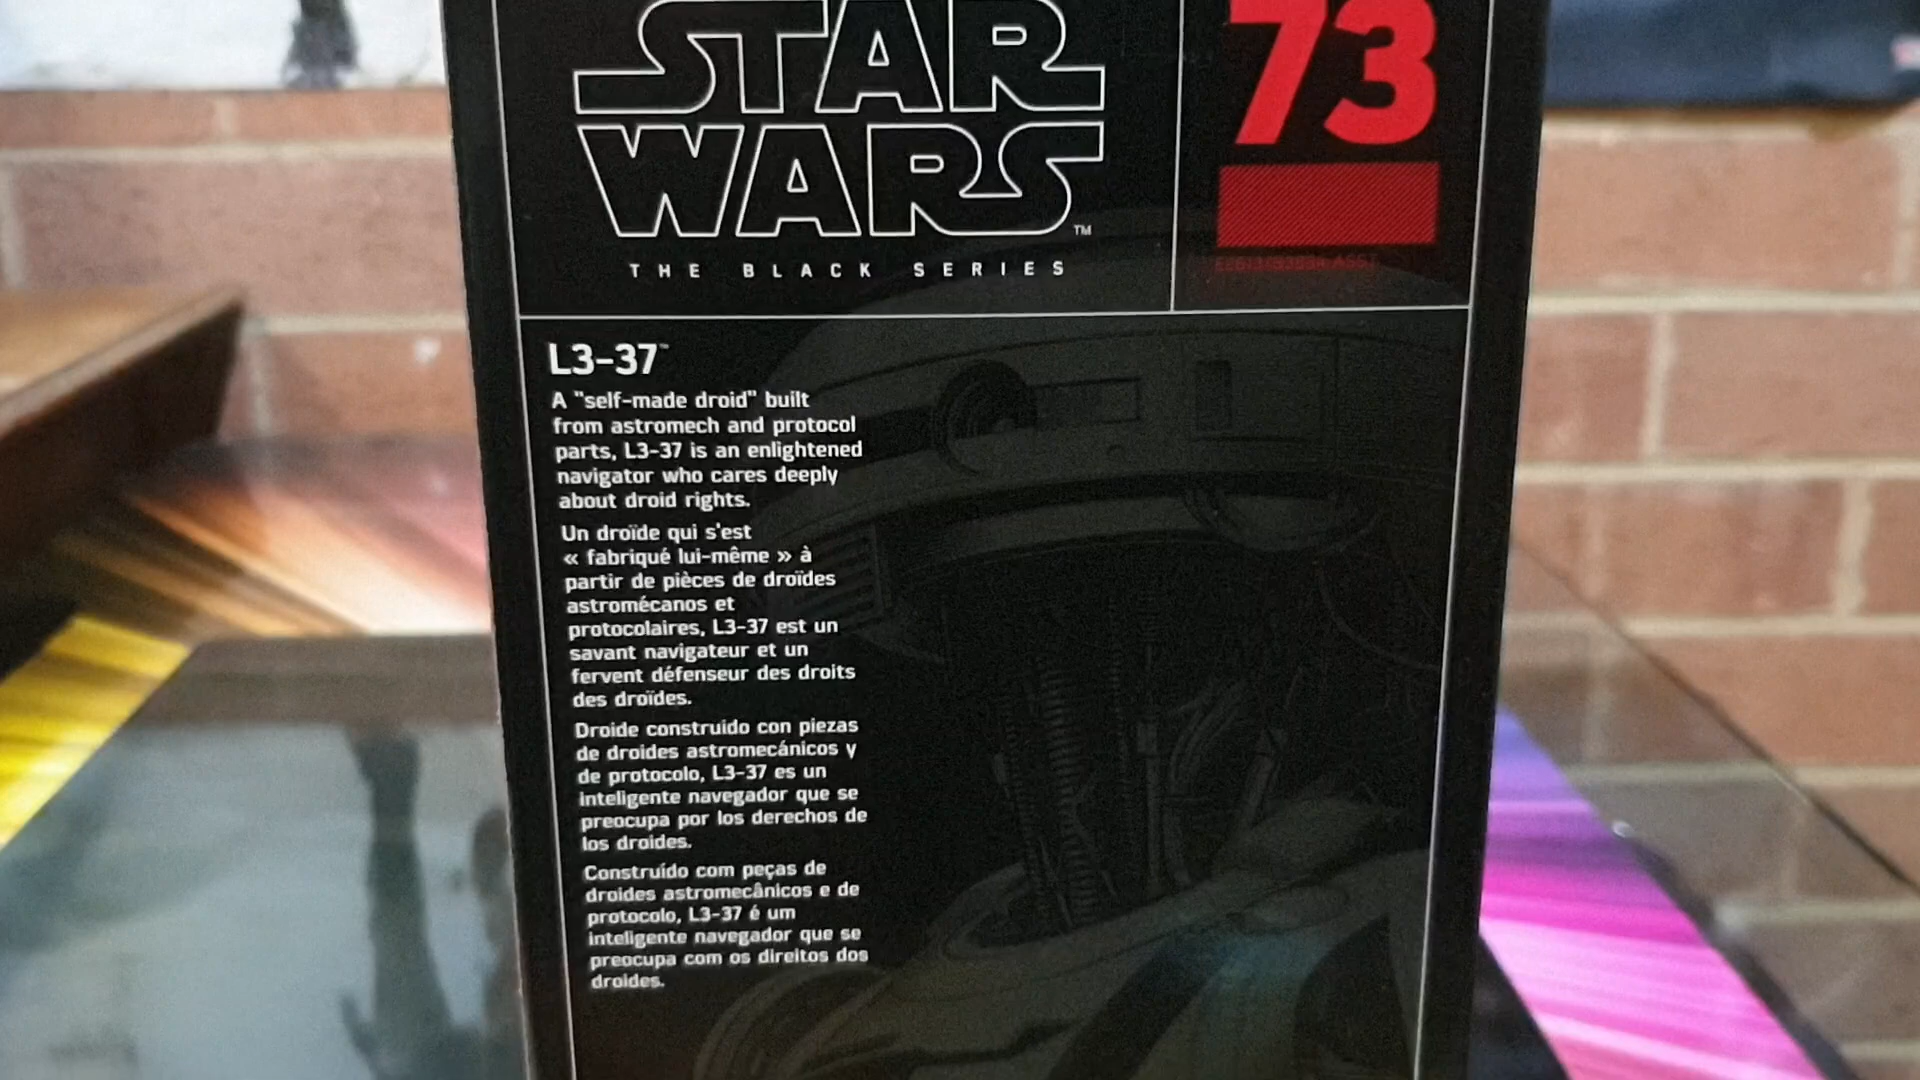 STAR
WARS
TM
THE BLACK SERIES
73
L3-37™
A "self-made droid" built
from astromech and protocol
parts, L3-37 is an enlightened
navigator who cares deeply
about droid rights.
Un droïde qui s'est
« fabriqué lui-même » à
partir de pièces de droïdes
astromécanos et
protocolaires, L3-37 est un
savant navigateur et un
fervent défenseur des droits
des droïdes.
Droide construido con piezas
de droides astromecánicos y
de protocolo, L3-37 es un
inteligente navegador que se
preocupa por los derechos de
los droides.
Construído com peças de
droides astromecânicos e de
protocolo, L3-37 é um
inteligente navegador que se
preocupa com os direitos dos
droides.